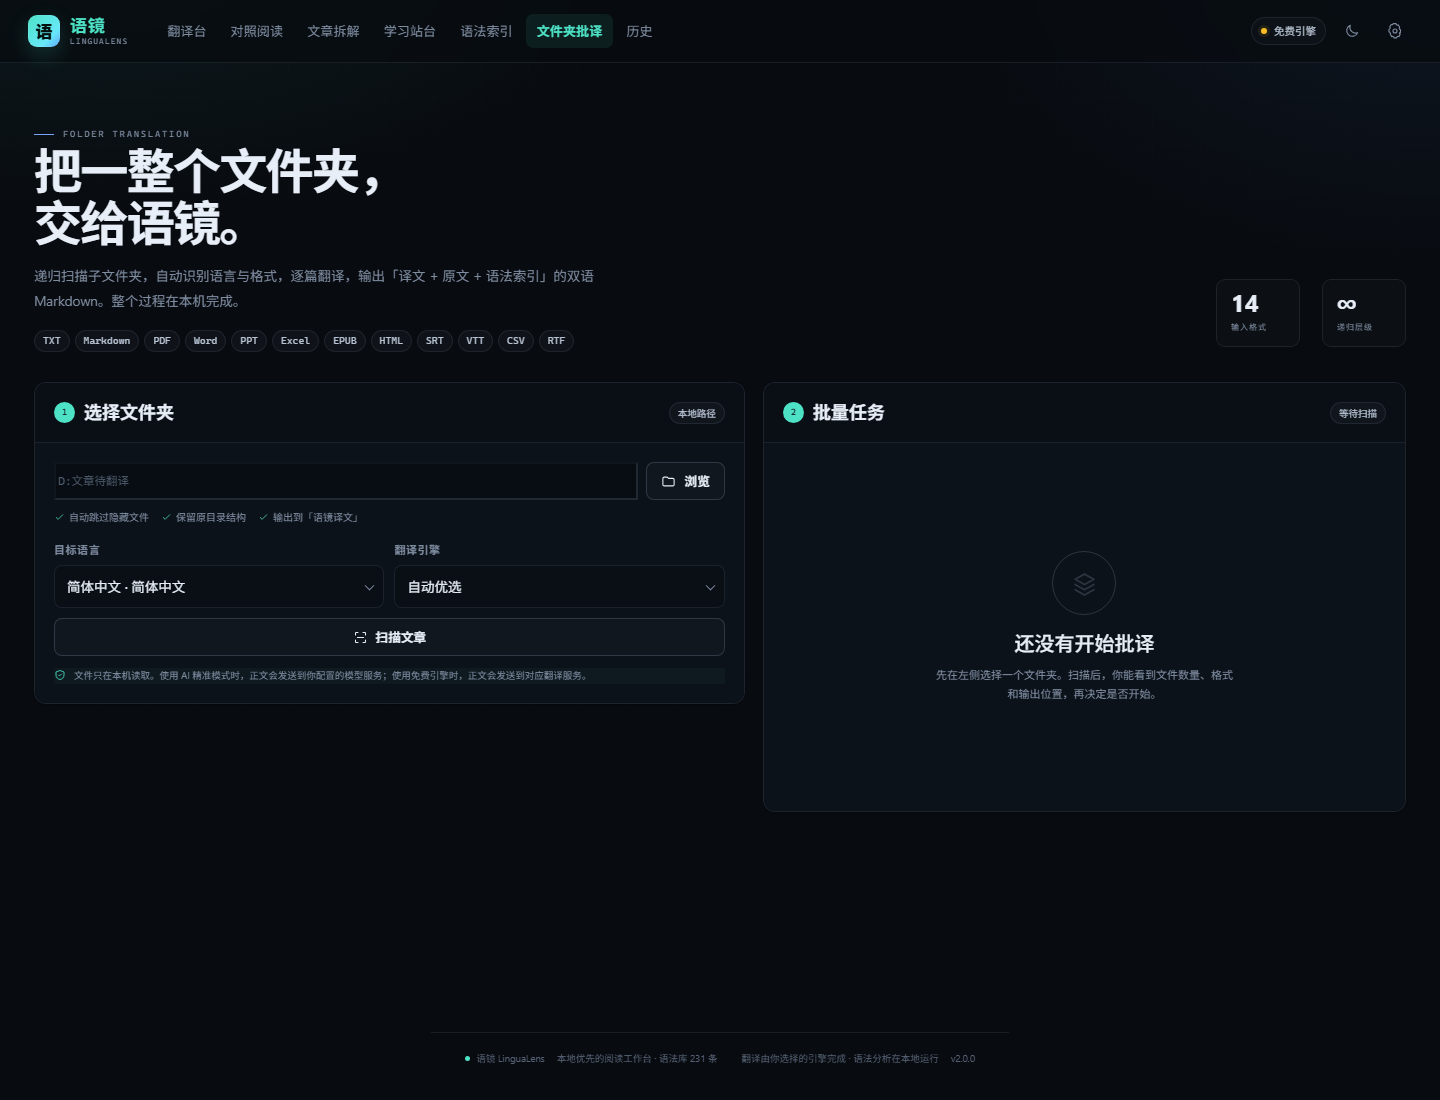 语
语镜
LINGUALENS
翻译台
对照阅读
文章拆解
学习站台
语法索引
文件夹批译
历史
免费引擎
FOLDER TRANSLATION
把一整个文件夹，
交给语镜。
递归扫描子文件夹，自动识别语言与格式，逐篇翻译，输出「译文 + 原文 + 语法索引」的双语
Markdown。整个过程在本机完成。
TXT
Markdown
PDF
Word
PPT
Excel
EPUB
HTML
SRT
VTT
CSV
RTF
14
输入格式
∞
递归层级
1
选择文件夹
本地路径
D:文章待翻译
浏览
自动跳过隐藏文件
保留原目录结构
输出到「语镜译文」
目标语言
翻译引擎
简体中文 · 简体中文
自动优选
扫描文章
文件只在本机读取。使用 AI 精准模式时，正文会发送到你配置的模型服务；使用免费引擎时，正文会发送到对应翻译服务。
2
批量任务
等待扫描
还没有开始批译
先在左侧选择一个文件夹。扫描后，你能看到文件数量、格式
和输出位置，再决定是否开始。
语镜 LinguaLens
本地优先的阅读工作台 · 语法库 231 条
翻译由你选择的引擎完成 · 语法分析在本地运行
v2.0.0